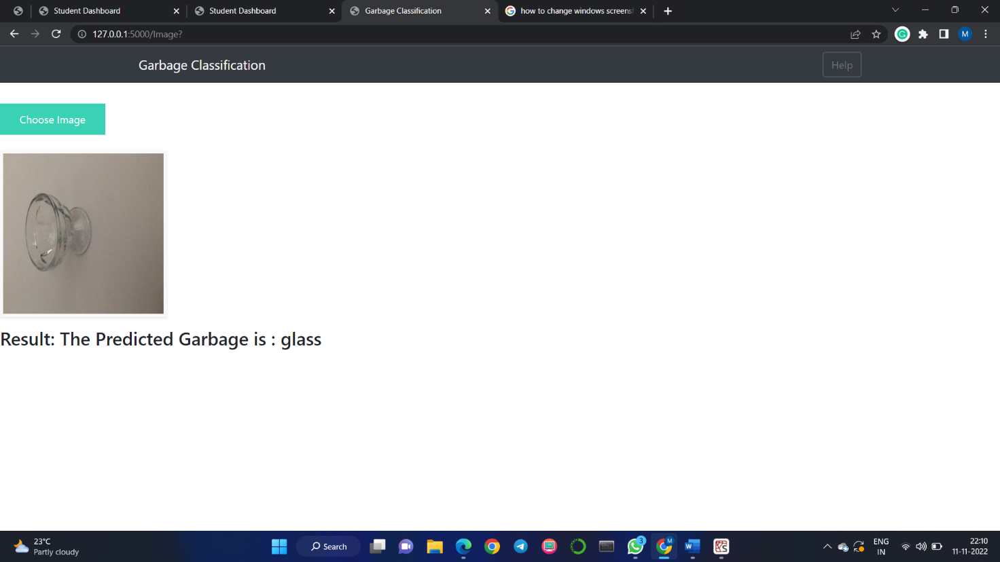 Student Dashboard
Student Dashboard
Garbage Classification
how to change windows screensh
127.0.0.1:5000/Image?
G
M
Garbage Classification
Help
Choose Image
Result: The Predicted Garbage is : glass
23°C
Partly cloudy
Search
3
M
W
ENG
IN
22:10
11-11-2022